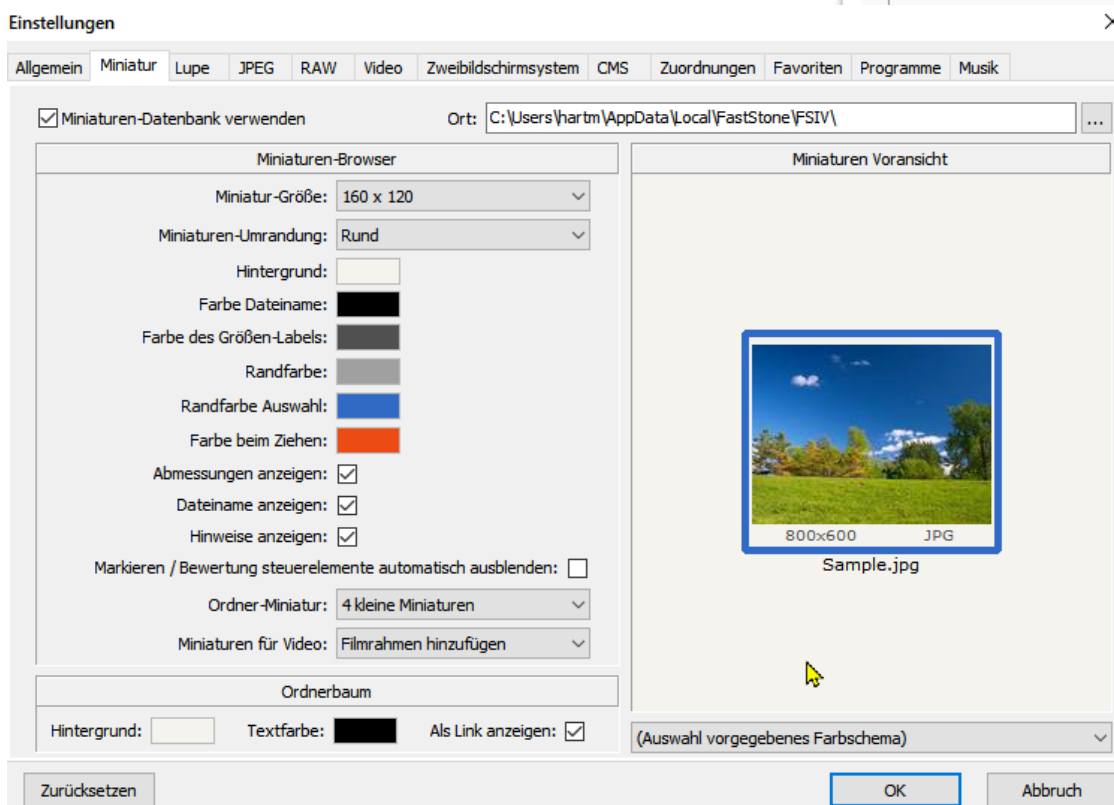 Einstellungen
Allgemein Miniatur Lupe JPEG RAW Video Zweibildschirmsystem CMS Zuordnungen Favoriten Programme Musik
Miniaturen-Datenbank verwenden Ort: C:\Users\hartm\AppData\Local\FastStone\FSIV\ ...
Miniaturen-Browser
Miniatur-Größe: 160 x 120
Miniaturen-Umrandung: Rund
Hintergrund:
Farbe Dateiname:
Farbe des Größen-Labels:
Randfarbe:
Randfarbe Auswahl:
Farbe beim Ziehen:
Abmessungen anzeigen:
Dateiname anzeigen:
Hinweise anzeigen:
Markieren / Bewertung steuerelemente automatisch ausblenden:
Ordner-Miniatur: 4 kleine Miniaturen
Miniaturen für Video: Filmrahmen hinzufügen
Ordnerbaum
Hintergrund: Textfarbe: Als Link anzeigen:
Miniaturen Voransicht
800x600 JPG
Sample.jpg
(Auswahl vorgegebenes Farbschema)
Zurücksetzen OK Abbruch